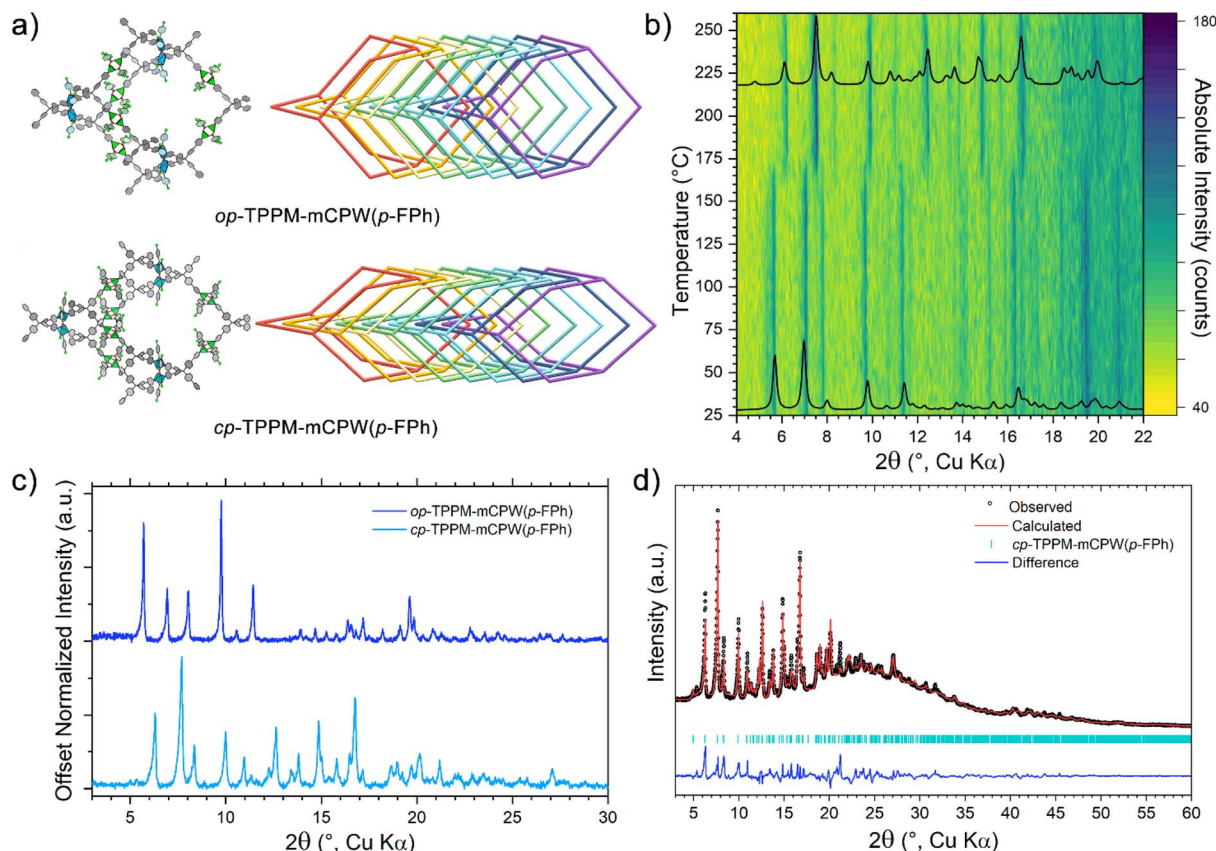 a)
op-TPPM-mCPW(p-FPh)
cp-TPPM-mCPW(p-FPh)
b)
Temperature (°C)
250
225
200
175
150
125
100
75
50
25
4 6 8 10 12 14 16 18 20 22
2θ (°, Cu Kα)
180
Absolute Intensity (counts)
40
c)
Offset Normalized Intensity (a.u.)
op-TPPM-mCPW(p-FPh)
cp-TPPM-mCPW(p-FPh)
5 10 15 20 25 30
2θ (°, Cu Kα)
d)
Intensity (a.u.)
Observed
Calculated
cp-TPPM-mCPW(p-FPh)
Difference
5 10 15 20 25 30 35 40 45 50 55 60
2θ (°, Cu Kα)